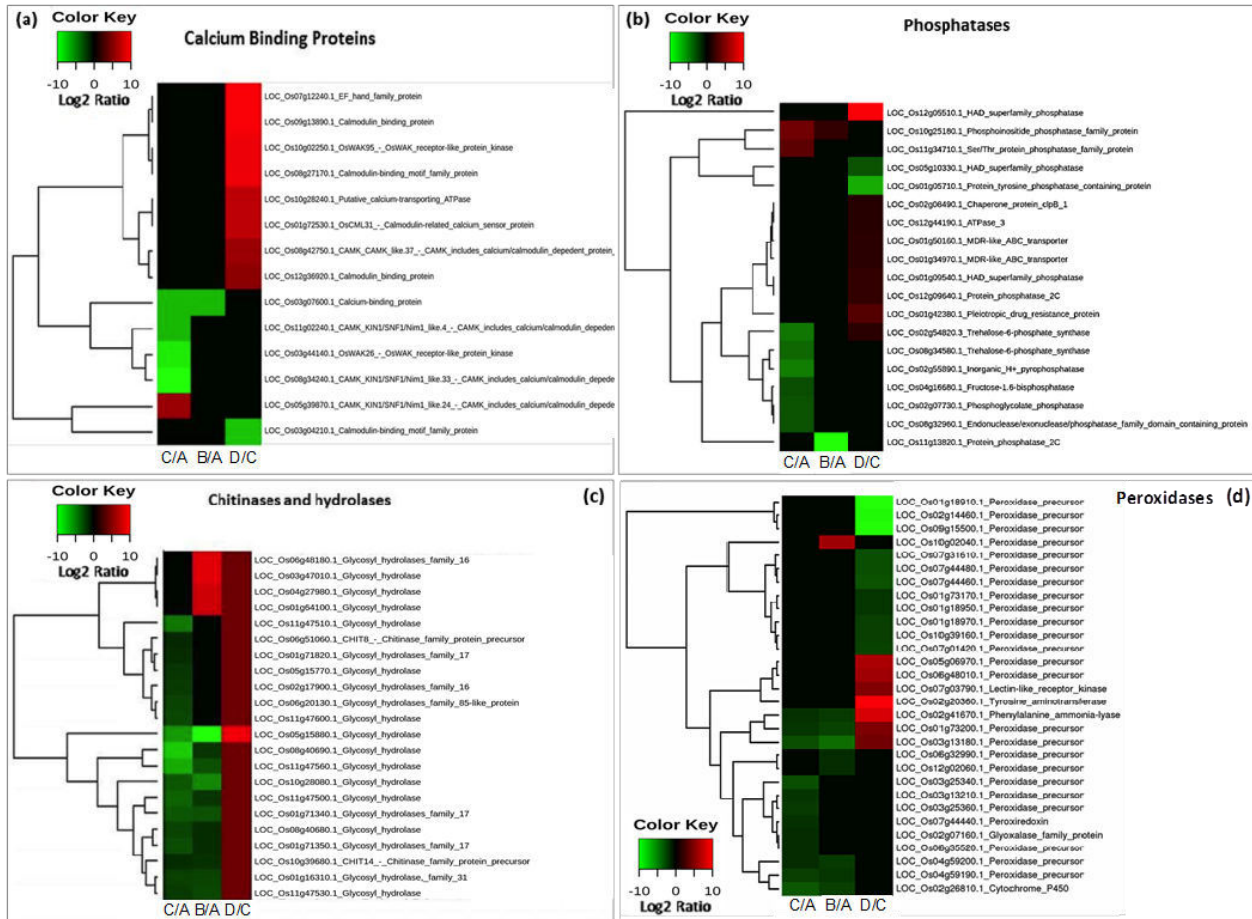 (a)
Color Key
-10 0 10
Log2 Ratio
Calcium Binding Proteins
LOC_Os07g12240.1_EF_hand_family_protein
LOC_Os09g13890.1_Calmodulin_binding_protein
LOC_Os10g02250.1_OsWAK95_-_OsWAK_receptor-like_protein_kinase
LOC_Os08g27170.1_Calmodulin-binding_motif_family_protein
LOC_Os10g28240.1_Putative_calcium-transporting_ATPase
LOC_Os01g72530.1_OsCML31_-_Calmodulin-related_calcium_sensor_protein
LOC_Os08g42750.1_CAMK_CAMK_like.37_-_CAMK_includes_calcium/calmodulin_depedent_protein_
LOC_Os12g36920.1_Calmodulin_binding_protein
LOC_Os03g07600.1_Calcium-binding_protein
LOC_Os11g02240.1_CAMK_KIN1/SNF1/Nim1_like.4_-_CAMK_includes_calcium/calmodulin_depeden
LOC_Os03g44140.1_OsWAK26_-_OsWAK_receptor-like_protein_kinase
LOC_Os08g34240.1_CAMK_KIN1/SNF1/Nim1_like.33_-_CAMK_includes_calcium/calmodulin_depede
LOC_Os05g39870.1_CAMK_KIN1/SNF1/Nim1_like.24_-_CAMK_includes_calcium/calmodulin_depede
LOC_Os03g04210.1_Calmodulin-binding_motif_family_protein
C/A B/A D/C
(b)
Color Key
-10 0 10
Log2 Ratio
Phosphatases
LOC_Os12g05510.1_HAD_superfamily_phosphatase
LOC_Os10g25180.1_Phosphoinositide_phosphatase_family_protein
LOC_Os11g34710.1_Ser/Thr_protein_phosphatase_family_protein
LOC_Os05g10330.1_HAD_superfamily_phosphatase
LOC_Os01g05710.1_Protein_tyrosine_phosphatase_containing_protein
LOC_Os02g08490.1_Chaperone_protein_clpB_1
LOC_Os12g44190.1_ATPase_3
LOC_Os01g50160.1_MDR-like_ABC_transporter
LOC_Os01g34970.1_MDR-like_ABC_transporter
LOC_Os01g09540.1_HAD_superfamily_phosphatase
LOC_Os12g09640.1_Protein_phosphatase_2C
LOC_Os01g42380.1_Pleiotropic_drug_resistance_protein
LOC_Os02g54820.3_Trehalose-6-phosphate_synthase
LOC_Os08g34580.1_Trehalose-6-phosphate_synthase
LOC_Os02g55890.1_Inorganic_H+_pyrophosphatase
LOC_Os04g16680.1_Fructose-1.6-bisphosphatase
LOC_Os02g07730.1_Phosphoglycolate_phosphatase
LOC_Os08g32960.1_Endonuclease/exonuclease/phosphatase_family_domain_containing_protein
LOC_Os11g13820.1_Protein_phosphatase_2C
C/A B/A D/C
Color Key
-10 0 10
Log2 Ratio
Chitinases and hydrolases
(c)
LOC_Os06g48180.1_Glycosyl_hydrolases_family_16
LOC_Os03g47010.1_Glycosyl_hydrolase
LOC_Os04g27980.1_Glycosyl_hydrolase
LOC_Os01g64100.1_Glycosyl_hydrolase
LOC_Os11g47510.1_Glycosyl_hydrolase
LOC_Os06g51060.1_CHIT8_-_Chitinase_family_protein_precursor
LOC_Os01g71820.1_Glycosyl_hydrolases_family_17
LOC_Os05g15770.1_Glycosyl_hydrolase
LOC_Os02g17900.1_Glycosyl_hydrolases_family_16
LOC_Os06g20130.1_Glycosyl_hydrolases_family_85-like_protein
LOC_Os11g47600.1_Glycosyl_hydrolase
LOC_Os05g15880.1_Glycosyl_hydrolase
LOC_Os08g40690.1_Glycosyl_hydrolase
LOC_Os11g47560.1_Glycosyl_hydrolase
LOC_Os10g28080.1_Glycosyl_hydrolase
LOC_Os11g47500.1_Glycosyl_hydrolase
LOC_Os01g71340.1_Glycosyl_hydrolases_family_17
LOC_Os08g40680.1_Glycosyl_hydrolase
LOC_Os01g71350.1_Glycosyl_hydrolases_family_17
LOC_Os10g39680.1_CHIT14_-_Chitinase_family_protein_precursor
LOC_Os01g16310.1_Glycosyl_hydrolase,_family_31
LOC_Os11g47530.1_Glycosyl_hydrolase
C/A B/A D/C
Peroxidases (d)
LOC_Os01g18910.1_Peroxidase_precursor
LOC_Os02g14460.1_Peroxidase_precursor
LOC_Os09g15500.1_Peroxidase_precursor
LOC_Os10g02040.1_Peroxidase_precursor
LOC_Os07g31610.1_Peroxidase_precursor
LOC_Os07g44480.1_Peroxidase_precursor
LOC_Os07g44460.1_Peroxidase_precursor
LOC_Os01g73170.1_Peroxidase_precursor
LOC_Os01g18950.1_Peroxidase_precursor
LOC_Os01g18970.1_Peroxidase_precursor
LOC_Os10g39160.1_Peroxidase_precursor
LOC_Os07g01420.1_Peroxidase_precursor
LOC_Os05g06970.1_Peroxidase_precursor
LOC_Os06g48010.1_Peroxidase_precursor
LOC_Os07g03790.1_Lectin-like_receptor_kinase
LOC_Os02g20360.1_Tyrosine_aminotransferase
LOC_Os02g41670.1_Phenylalanine_ammonia-lyase
LOC_Os01g73200.1_Peroxidase_precursor
LOC_Os03g13180.1_Peroxidase_precursor
LOC_Os06g32990.1_Peroxidase_precursor
LOC_Os12g02060.1_Peroxidase_precursor
LOC_Os03g25340.1_Peroxidase_precursor
LOC_Os03g13210.1_Peroxidase_precursor
LOC_Os03g25360.1_Peroxidase_precursor
LOC_Os07g44440.1_Peroxiredoxin
LOC_Os02g07160.1_Glyoxalase_family_protein
LOC_Os06g35520.1_Peroxidase_precursor
LOC_Os04g59200.1_Peroxidase_precursor
LOC_Os04g59190.1_Peroxidase_precursor
LOC_Os02g26810.1_Cytochrome_P450
Color Key
-10 0 10
Log2 Ratio
C/A B/A D/C